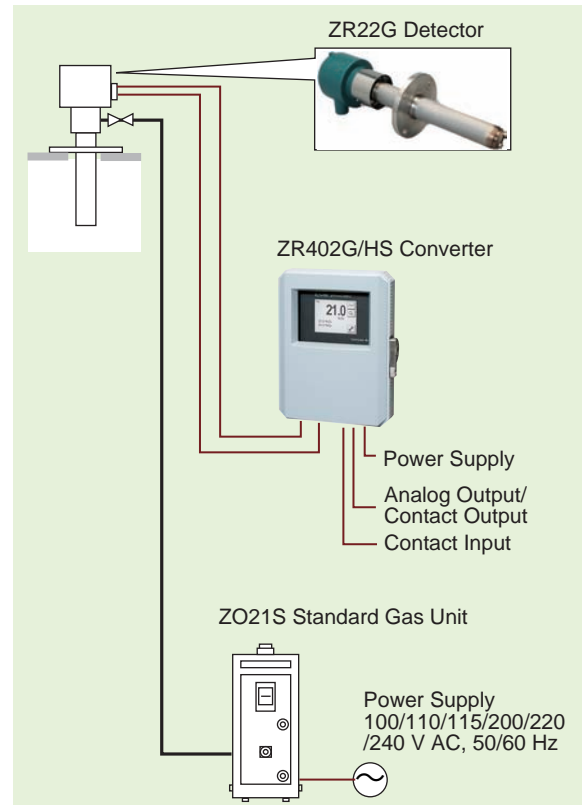 ZR22G Detector
ZR402G/HS Converter
21.0
Power Supply
Analog Output/
Contact Output
Contact Input
ZO21S Standard Gas Unit
Power Supply
100/110/115/200/220
/240 V AC, 50/60 Hz